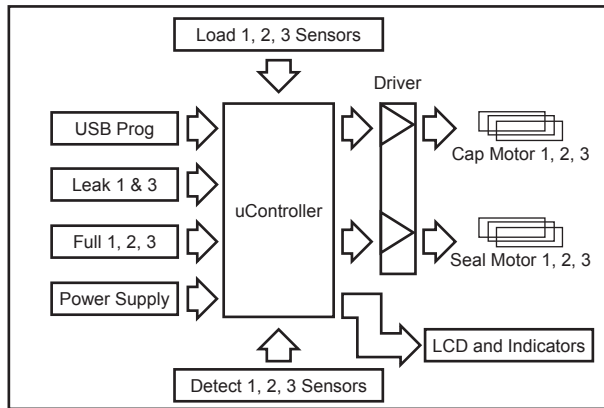 Load 1, 2, 3 Sensors
Driver
USB Prog
Cap Motor 1, 2, 3
Leak 1 & 3
uController
Full 1, 2, 3
Seal Motor 1, 2, 3
Power Supply
LCD and Indicators
Detect 1, 2, 3 Sensors